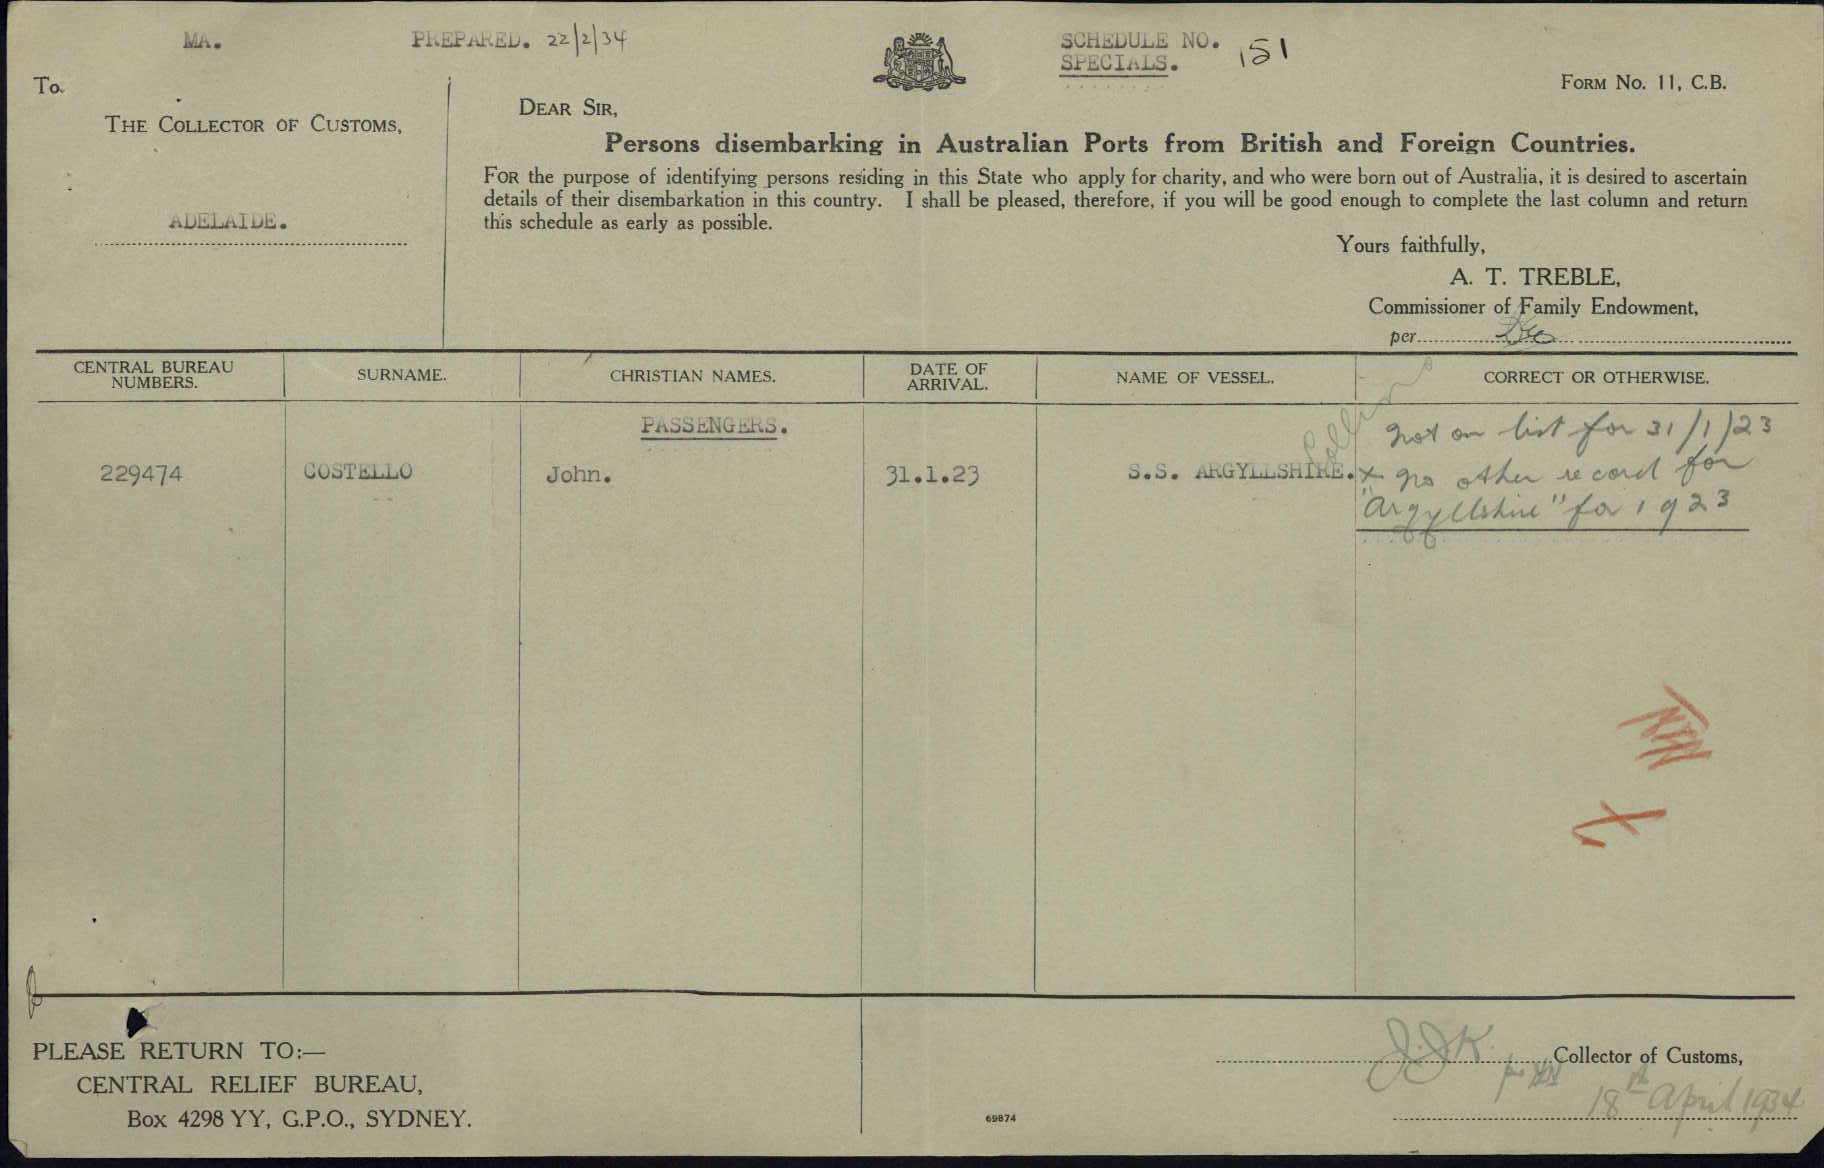 MA.
PREPARED. 22/2/34
SCHEDULE NO. 151
SPECIALS.
FORM NO. 11, C.B.
To
THE COLLECTOR OF CUSTOMS,
ADELAIDE.
DEAR SIR,
Persons disembarking in Australian Ports from British and Foreign Countries.
FOR the purpose of identifying persons residing in this State who apply for charity, and who were born out of Australia, it is desired to ascertain
details of their disembarkation in this country. I shall be pleased, therefore, if you will be good enough to complete the last column and return
this schedule as early as possible.
Yours faithfully,
A. T. TREBLE,
Commissioner of Family Endowment,
per
CENTRAL BUREAU NUMBERS.
SURNAME.
CHRISTIAN NAMES.
DATE OF ARRIVAL.
NAME OF VESSEL.
CORRECT OR OTHERWISE.
PASSENGERS.
229474 COSTELLO John. 31.1.23 S.S. ARGYLLSHIRE.
Collins
Not on list for 31/1/23
+ no other record for
"Argyllshire" for 1923
PLEASE RETURN TO:—
CENTRAL RELIEF BUREAU,
Box 4298 YY, G.P.O., SYDNEY.
69874
J.J.K. Collector of Customs,
18th April 1934